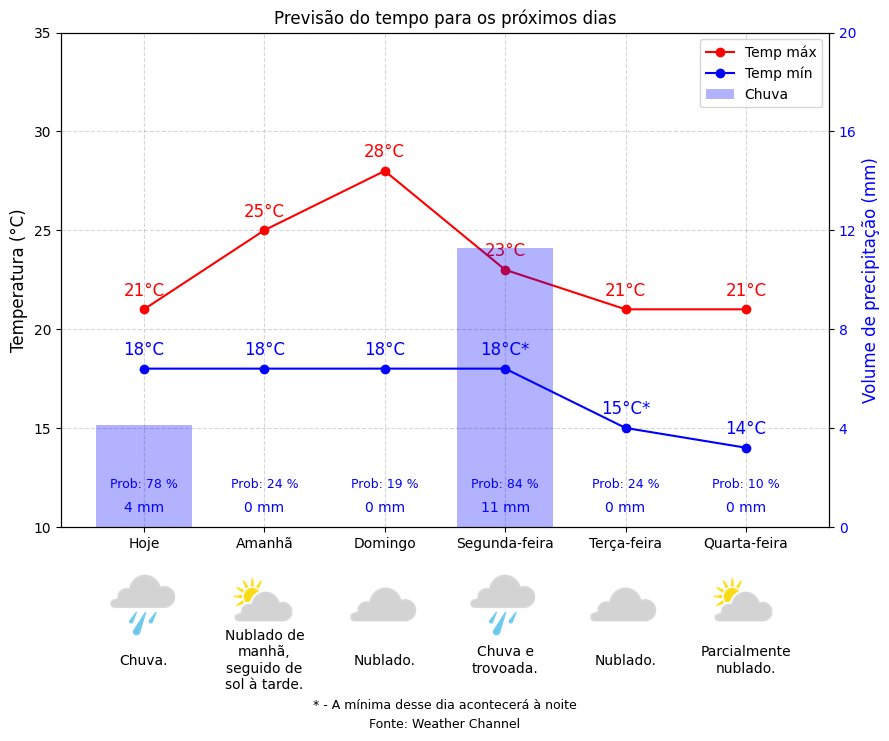 Previsão do tempo para os próximos dias
35
30
25
20
15
10
Temperatura (°C)
20
16
12
8
4
0
Volume de precipitação (mm)
Temp máx
Temp mín
Chuva
21°C
25°C
28°C
23°C
21°C
21°C
18°C
18°C
18°C
18°C*
15°C*
14°C
Prob: 78 %
Prob: 24 %
Prob: 19 %
Prob: 84 %
Prob: 24 %
Prob: 10 %
4 mm
0 mm
0 mm
11 mm
0 mm
0 mm
Hoje
Amanhã
Domingo
Segunda-feira
Terça-feira
Quarta-feira
Chuva.
Nublado de
manhã,
seguido de
sol à tarde.
Nublado.
Chuva e
trovoada.
Nublado.
Parcialmente
nublado.
* - A mínima desse dia acontecerá à noite
Fonte: Weather Channel